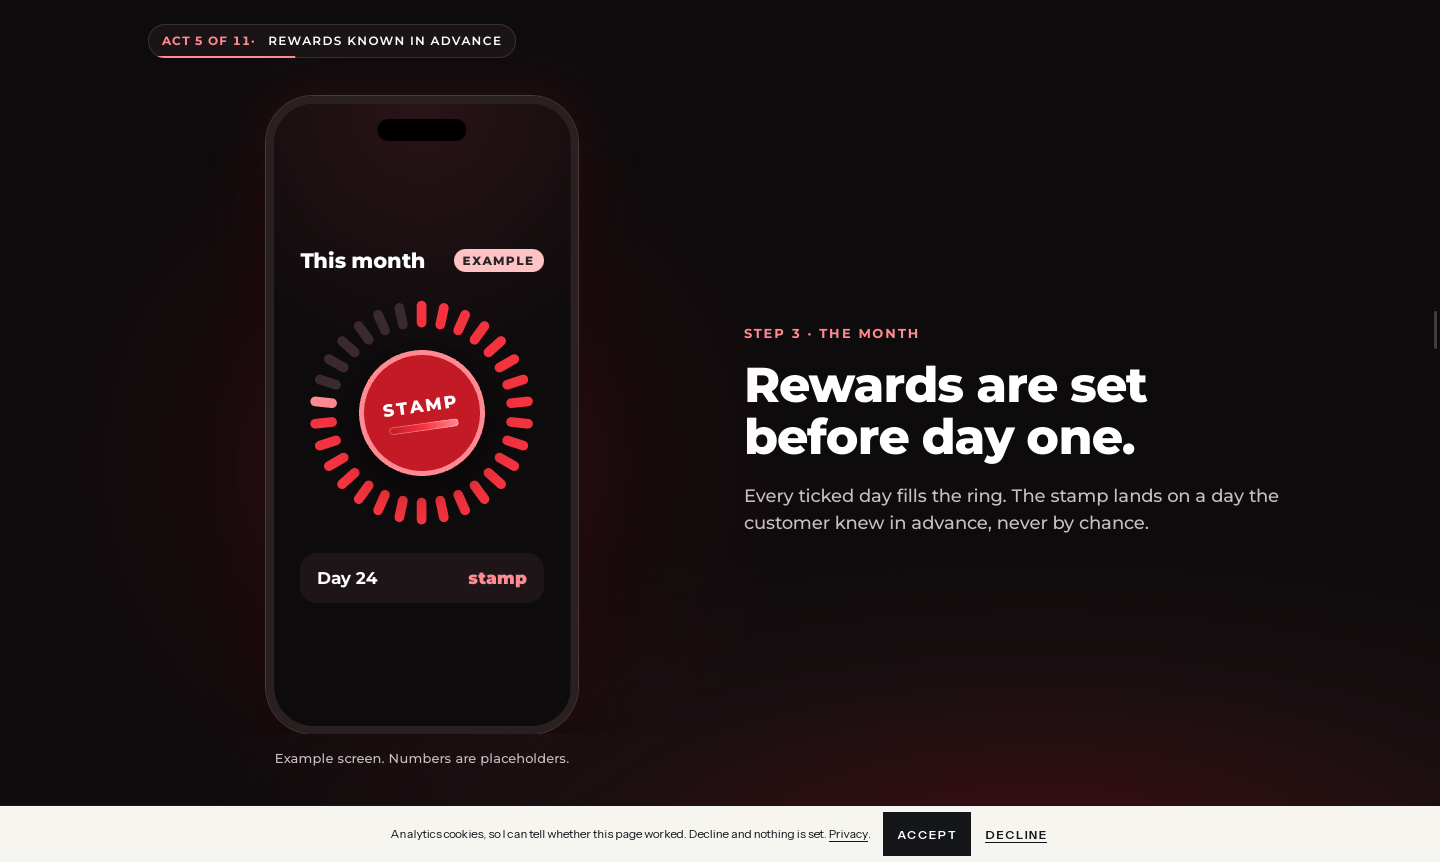 ACT 5 OF 11· REWARDS KNOWN IN ADVANCE
This month EXAMPLE
STAMP
Day 24 stamp
Example screen. Numbers are placeholders.
STEP 3 · THE MONTH
Rewards are set
before day one.
Every ticked day fills the ring. The stamp lands on a day the
customer knew in advance, never by chance.
Analytics cookies, so I can tell whether this page worked. Decline and nothing is set. Privacy. ACCEPT DECLINE